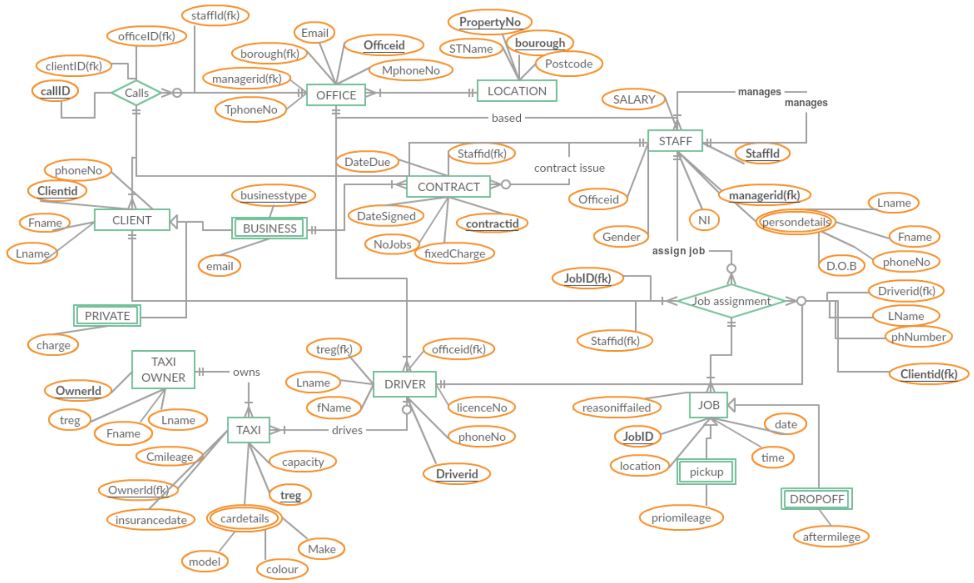 staffId(fk)
officeID(fk)
clientID(fk)
callID
Calls
Email
borough(fk)
Officeid
managerid(fk)
MphoneNo
TphoneNo
OFFICE
PropertyNo
STName
bourough
Postcode
LOCATION
based
SALARY
manages
manages
STAFF
StaffId
Officeid
Gender
NI
managerid(fk)
persondetails
Lname
Fname
phoneNo
D.O.B
DateDue
Staffid(fk)
contract issue
CONTRACT
DateSigned
contractid
NoJobs
fixedCharge
phoneNo
Clientid
Fname
Lname
CLIENT
businesstype
BUSINESS
email
PRIVATE
charge
assign job
JobID(fk)
Job assignment
Staffid(fk)
Driverid(fk)
LName
phNumber
Clientid(fk)
TAXI
OWNER
owns
OwnerId
treg
Fname
Lname
treg(fk)
officeid(fk)
Lname
DRIVER
fName
licenceNo
phoneNo
Driverid
drives
TAXI
Cmileage
capacity
OwnerId(fk)
treg
insurancedate
cardetails
model
colour
Make
reasoniffailed
JOB
JobID
date
location
time
pickup
priomileage
DROPOFF
aftermilege